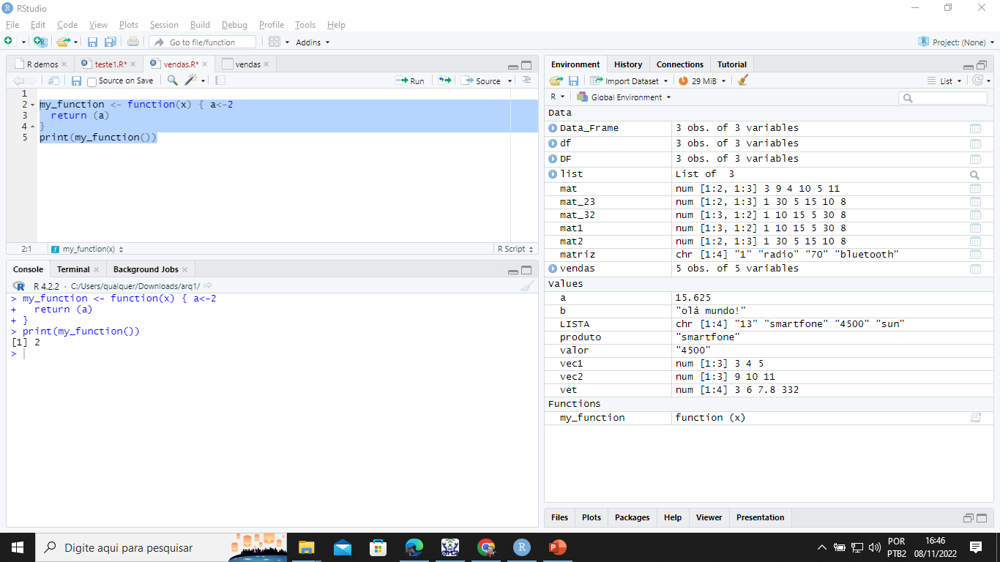 RStudio
File Edit Code View Plots Session Build Debug Profile Tools Help
Go to file/function Addins Project: (None)
R demos teste1.R* vendas.R* vendas
Source on Save Run Source
1
2 my_function <- function(x) { a<-2
3 return (a)
4 }
5 print(my_function())
2:1 my_function(x) R Script
Console Terminal Background Jobs
R 4.2.2 · C:/Users/qualquer/Downloads/arq1/
> my_function <- function(x) { a<-2
+ return (a)
+ }
> print(my_function())
[1] 2
>
Environment History Connections Tutorial
Import Dataset 29 MiB List
R Global Environment
Data
Data_Frame 3 obs. of 3 variables
df 3 obs. of 3 variables
DF 3 obs. of 3 variables
list List of 3
mat num [1:2, 1:3] 3 9 4 10 5 11
mat_23 num [1:2, 1:3] 1 30 5 15 10 8
mat_32 num [1:3, 1:2] 1 10 15 5 30 8
mat1 num [1:3, 1:2] 1 10 15 5 30 8
mat2 num [1:2, 1:3] 1 30 5 15 10 8
matriz chr [1:4] "1" "radio" "70" "bluetooth"
vendas 5 obs. of 5 variables
Values
a 15.625
b "olá mundo!"
LISTA chr [1:4] "13" "smartfone" "4500" "sun"
produto "smartfone"
valor "4500"
vec1 num [1:3] 3 4 5
vec2 num [1:3] 9 10 11
vet num [1:4] 3 6 7.8 332
Functions
my_function function (x)
Files Plots Packages Help Viewer Presentation
Digite aqui para pesquisar
POR
PTB2
16:46
08/11/2022